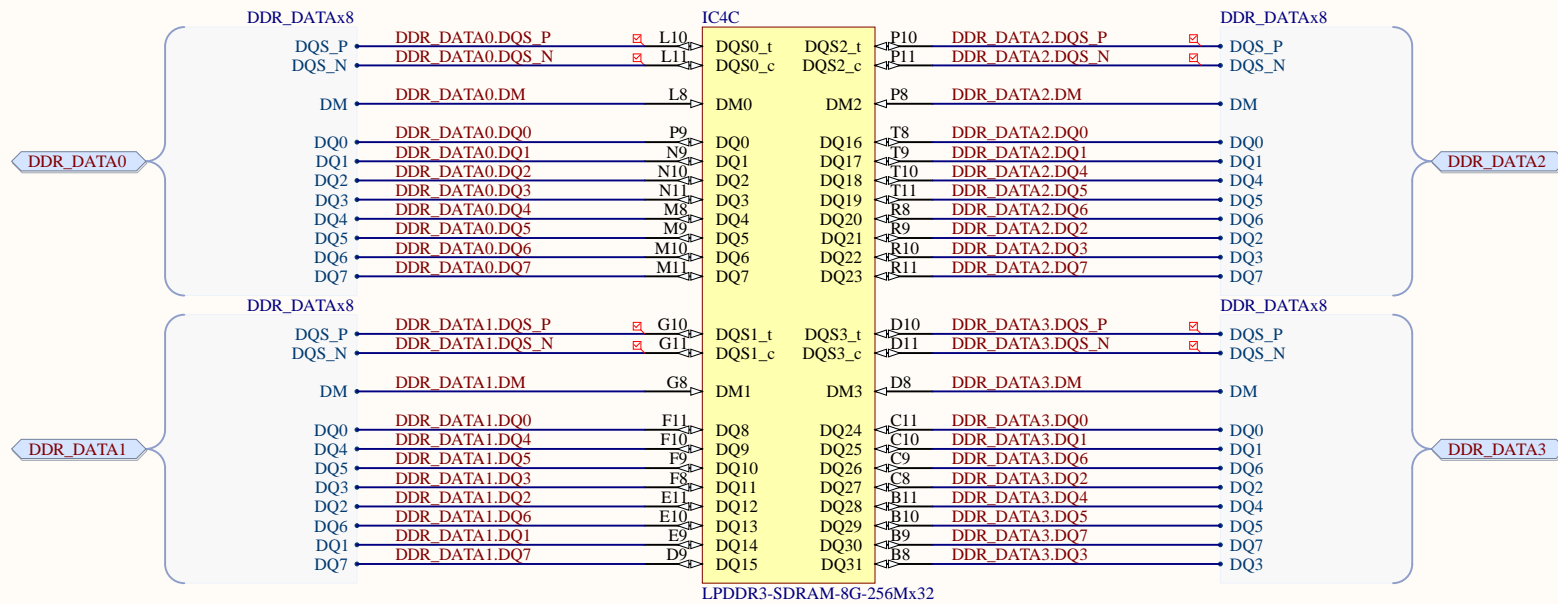 DDR_DATAx8 IC4C DDR_DATAx8
DQS_P DDR_DATA0.DQS_P L10 DQS0_t DQS2_t P10 DDR_DATA2.DQS_P DQS_P
DQS_N DDR_DATA0.DQS_N L11 DQS0_c DQS2_c P11 DDR_DATA2.DQS_N DQS_N
DM DDR_DATA0.DM L8 DM0 DM2 P8 DDR_DATA2.DM DM
DQ0 DDR_DATA0.DQ0 P9 DQ0 DQ16 T8 DDR_DATA2.DQ0 DQ0
DDR_DATA0 DQ1 DDR_DATA0.DQ1 N9 DQ1 DQ17 T9 DDR_DATA2.DQ1 DQ1 DDR_DATA2
DQ2 DDR_DATA0.DQ2 N10 DQ2 DQ18 T10 DDR_DATA2.DQ4 DQ4
DQ3 DDR_DATA0.DQ3 N11 DQ3 DQ19 T11 DDR_DATA2.DQ5 DQ5
DQ4 DDR_DATA0.DQ4 M8 DQ4 DQ20 R8 DDR_DATA2.DQ6 DQ6
DQ5 DDR_DATA0.DQ5 M9 DQ5 DQ21 R9 DDR_DATA2.DQ2 DQ2
DQ6 DDR_DATA0.DQ6 M10 DQ6 DQ22 R10 DDR_DATA2.DQ3 DQ3
DQ7 DDR_DATA0.DQ7 M11 DQ7 DQ23 R11 DDR_DATA2.DQ7 DQ7
DDR_DATAx8 DDR_DATAx8
DQS_P DDR_DATA1.DQS_P G10 DQS1_t DQS3_t D10 DDR_DATA3.DQS_P DQS_P
DQS_N DDR_DATA1.DQS_N G11 DQS1_c DQS3_c D11 DDR_DATA3.DQS_N DQS_N
DM DDR_DATA1.DM G8 DM1 DM3 D8 DDR_DATA3.DM DM
DQ0 DDR_DATA1.DQ0 F11 DQ8 DQ24 C11 DDR_DATA3.DQ0 DQ0
DDR_DATA1 DQ4 DDR_DATA1.DQ4 F10 DQ9 DQ25 C10 DDR_DATA3.DQ1 DQ1 DDR_DATA3
DQ5 DDR_DATA1.DQ5 F9 DQ10 DQ26 C9 DDR_DATA3.DQ6 DQ6
DQ3 DDR_DATA1.DQ3 F8 DQ11 DQ27 C8 DDR_DATA3.DQ2 DQ2
DQ2 DDR_DATA1.DQ2 E11 DQ12 DQ28 B11 DDR_DATA3.DQ4 DQ4
DQ6 DDR_DATA1.DQ6 E10 DQ13 DQ29 B10 DDR_DATA3.DQ5 DQ5
DQ1 DDR_DATA1.DQ1 E9 DQ14 DQ30 B9 DDR_DATA3.DQ7 DQ7
DQ7 DDR_DATA1.DQ7 D9 DQ15 DQ31 B8 DDR_DATA3.DQ3 DQ3
LPDDR3-SDRAM-8G-256Mx32